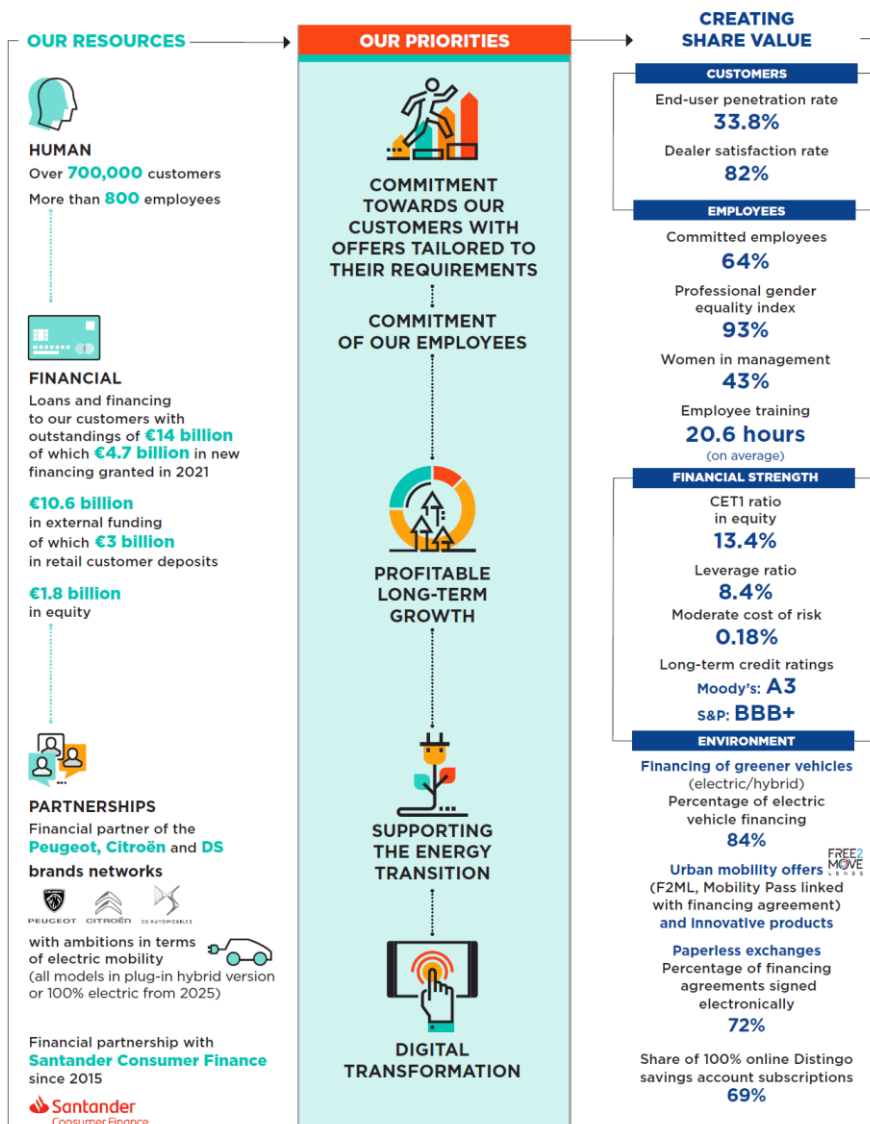 OUR RESOURCES
HUMAN
Over 700,000 customers
More than 800 employees
FINANCIAL
Loans and financing
to our customers with
outstandings of €14 billion
of which €4.7 billion in new
financing granted in 2021
€10.6 billion
in external funding
of which €3 billion
in retail customer deposits
€1.8 billion
in equity
PARTNERSHIPS
Financial partner of the
Peugeot, Citroën and DS
brands networks
PEUGEOT CITROËN DS AUTOMOBILES
with ambitions in terms
of electric mobility
(all models in plug-in hybrid version
or 100% electric from 2025)
Financial partnership with
Santander Consumer Finance
since 2015
Santander
Consumer Finance
OUR PRIORITIES
COMMITMENT
TOWARDS OUR
CUSTOMERS WITH
OFFERS TAILORED TO
THEIR REQUIREMENTS
COMMITMENT
OF OUR EMPLOYEES
PROFITABLE
LONG-TERM
GROWTH
SUPPORTING
THE ENERGY
TRANSITION
DIGITAL
TRANSFORMATION
CREATING
SHARE VALUE
CUSTOMERS
End-user penetration rate
33.8%
Dealer satisfaction rate
82%
EMPLOYEES
Committed employees
64%
Professional gender
equality index
93%
Women in management
43%
Employee training
20.6 hours
(on average)
FINANCIAL STRENGTH
CET1 ratio
in equity
13.4%
Leverage ratio
8.4%
Moderate cost of risk
0.18%
Long-term credit ratings
Moody's: A3
S&P: BBB+
ENVIRONMENT
Financing of greener vehicles
(electric/hybrid)
Percentage of electric
vehicle financing
84%
FREE2
MOVE
LEASE
Urban mobility offers
(F2ML, Mobility Pass linked
with financing agreement)
and innovative products
Paperless exchanges
Percentage of financing
agreements signed
electronically
72%
Share of 100% online Distingo
savings account subscriptions
69%